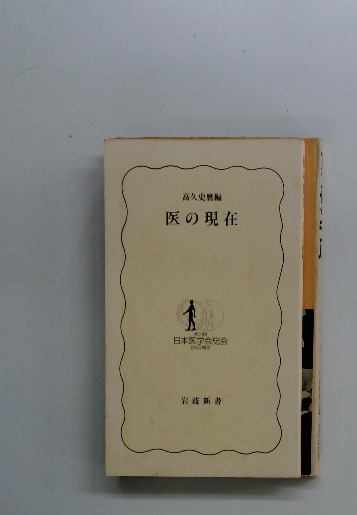 高久史麿編
医の現在
日本医学会総会
岩波新書